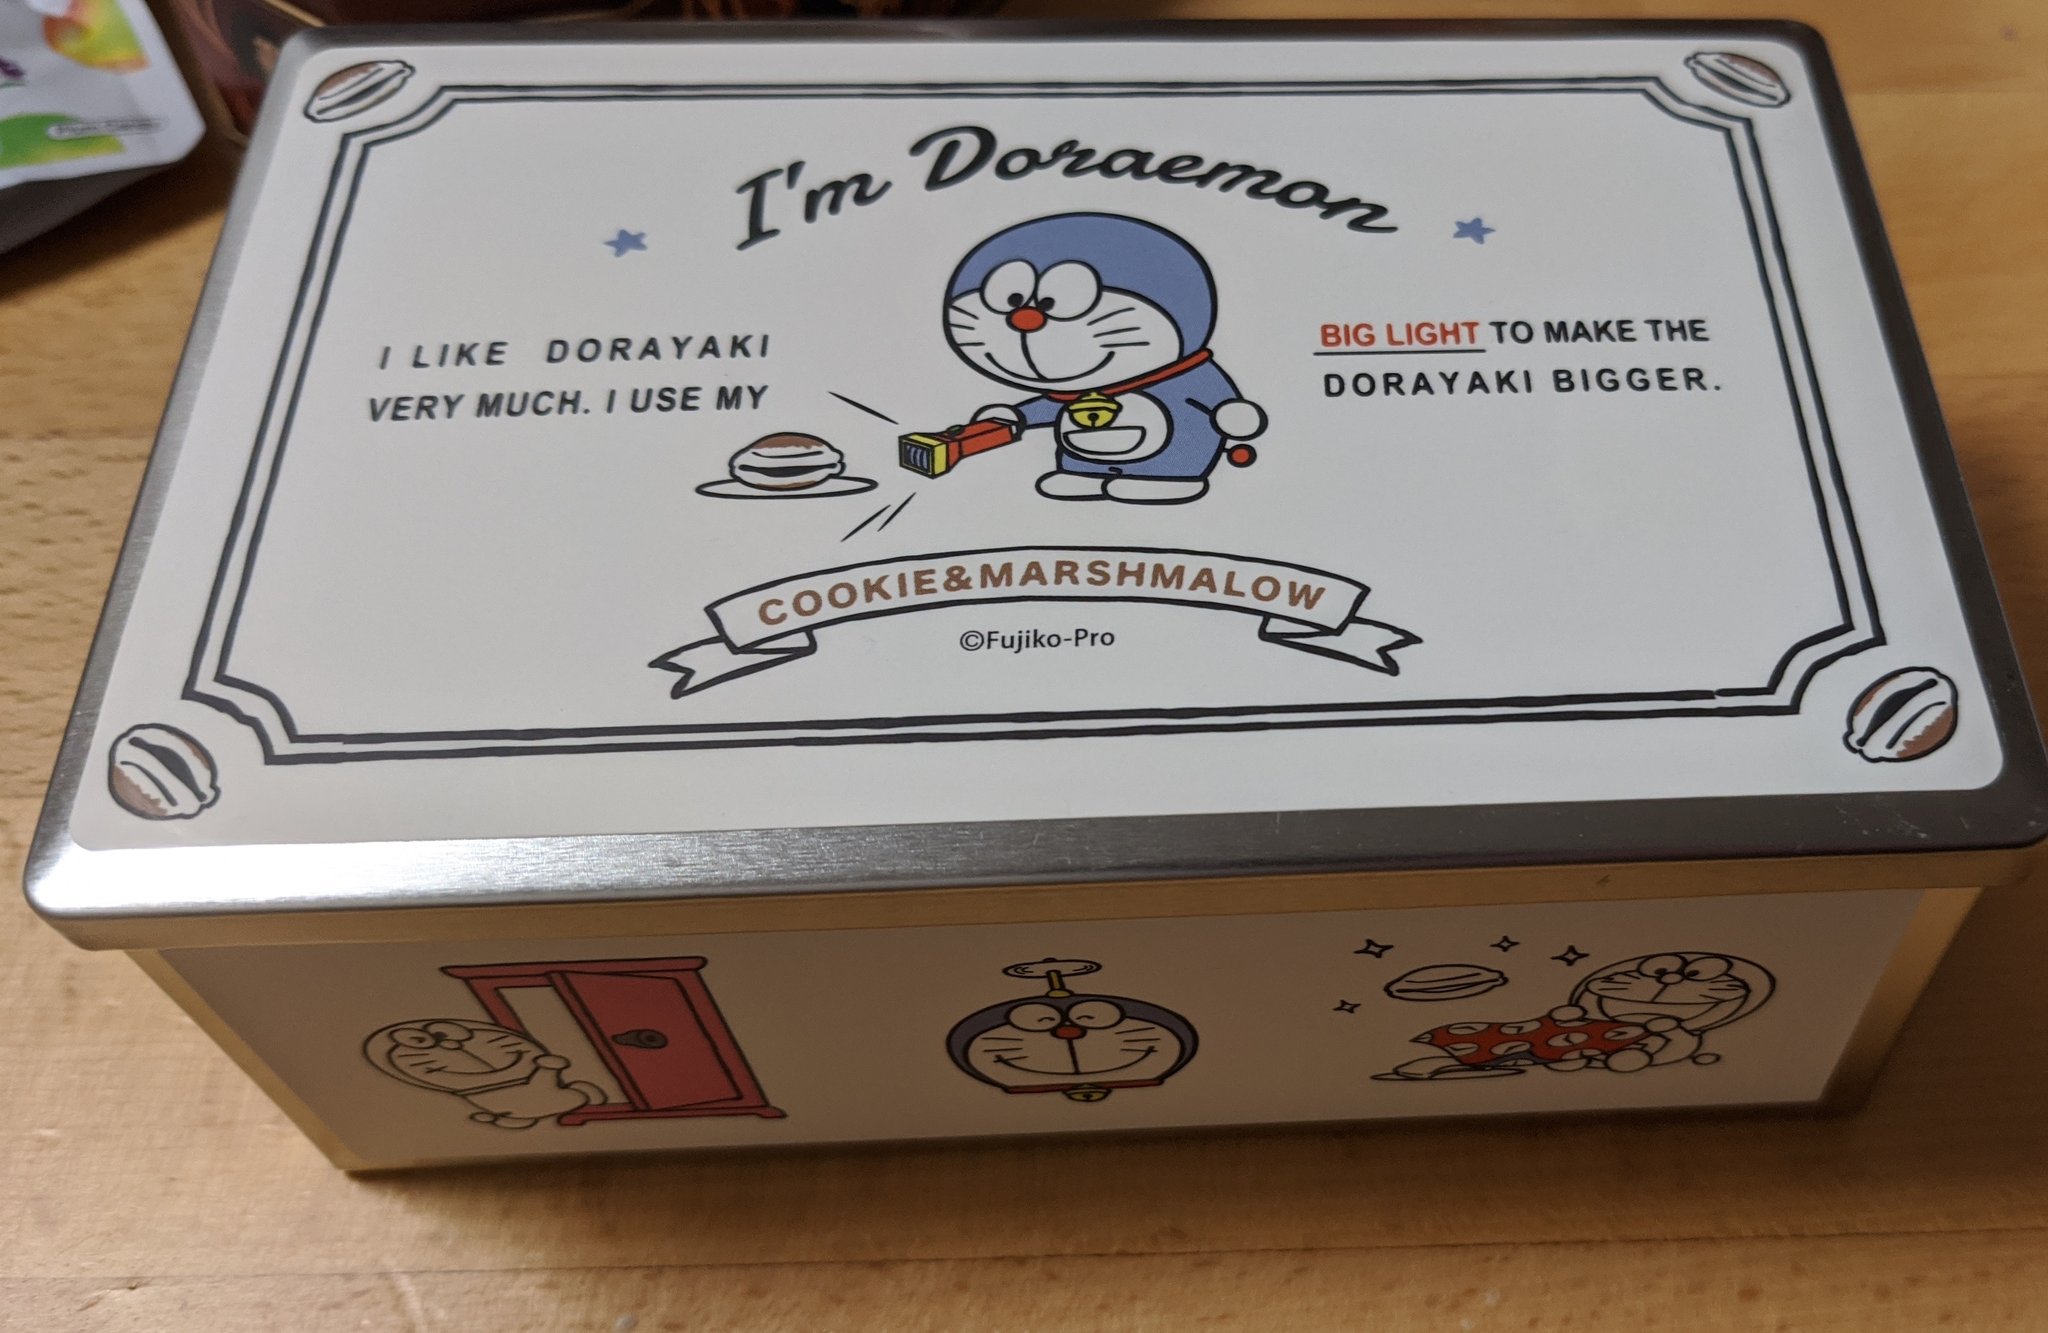 I'm Doraemon
I LIKE DORAYAKI
VERY MUCH. I USE MY
BIG LIGHT TO MAKE THE
DORAYAKI BIGGER.
COOKIE&MARSHMALOW
©Fujiko-Pro